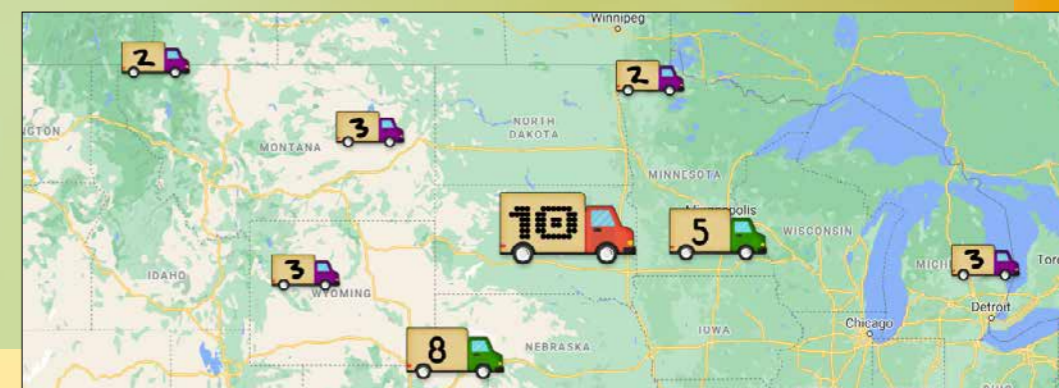 Winnipeg
2
2
3
NGTON
MONTANA
NORTH
DAKOTA
MINNESOTA
10
5
Minneapolis
WISCONSIN
3
IDAHO
WYOMING
3
MICHI
Toro
Detroit
Chicago
8
NEBRASKA
IOWA
OHIO